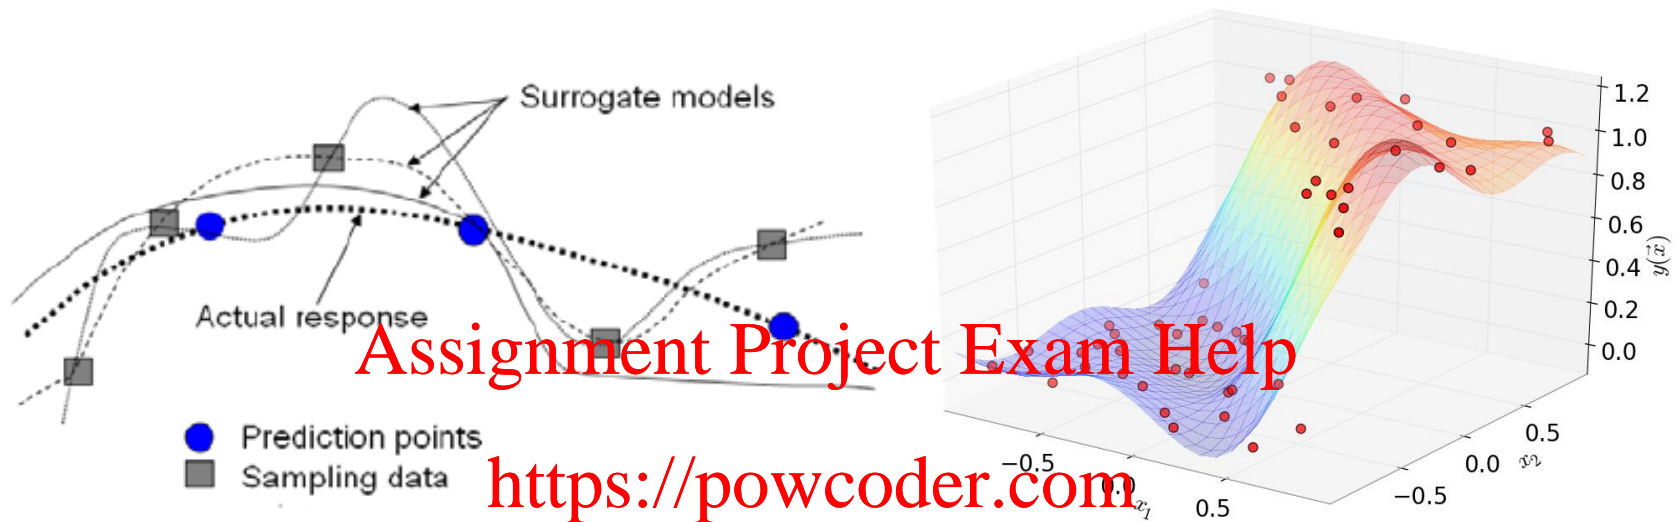 Surrogate models
Actual response
Prediction points
Sampling data
1.2
1.0
0.8
0.6
0.4
0.2
0.0
y(x⃗)
−0.5
0.0
0.5
x₁
−0.5
0.0
0.5
x₂
Assignment Project Exam Help
https://powcoder.com